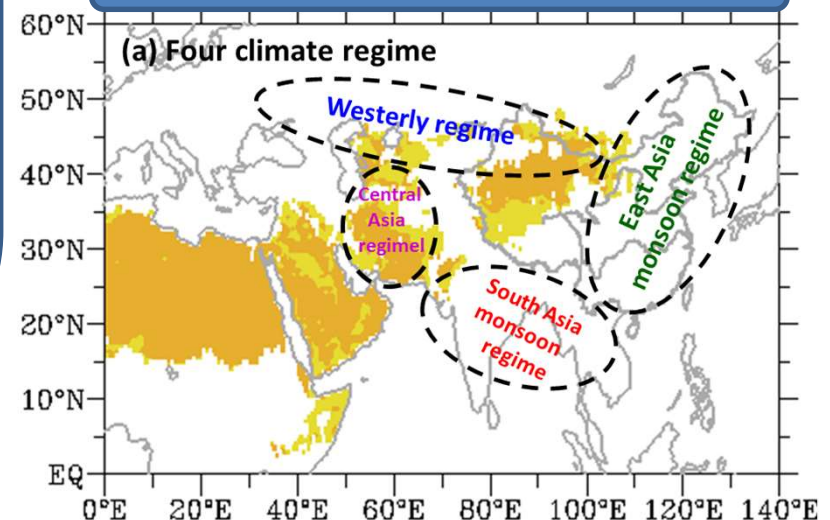 60°N
(a) Four climate regime
50°N
Westerly regime
40°N
Central
Asia
regimel
East Asia
monsoon regime
30°N
South Asia
monsoon
regime
20°N
10°N
EQ
0°E 20°E 40°E 60°E 80°E 100°E 120°E 140°E